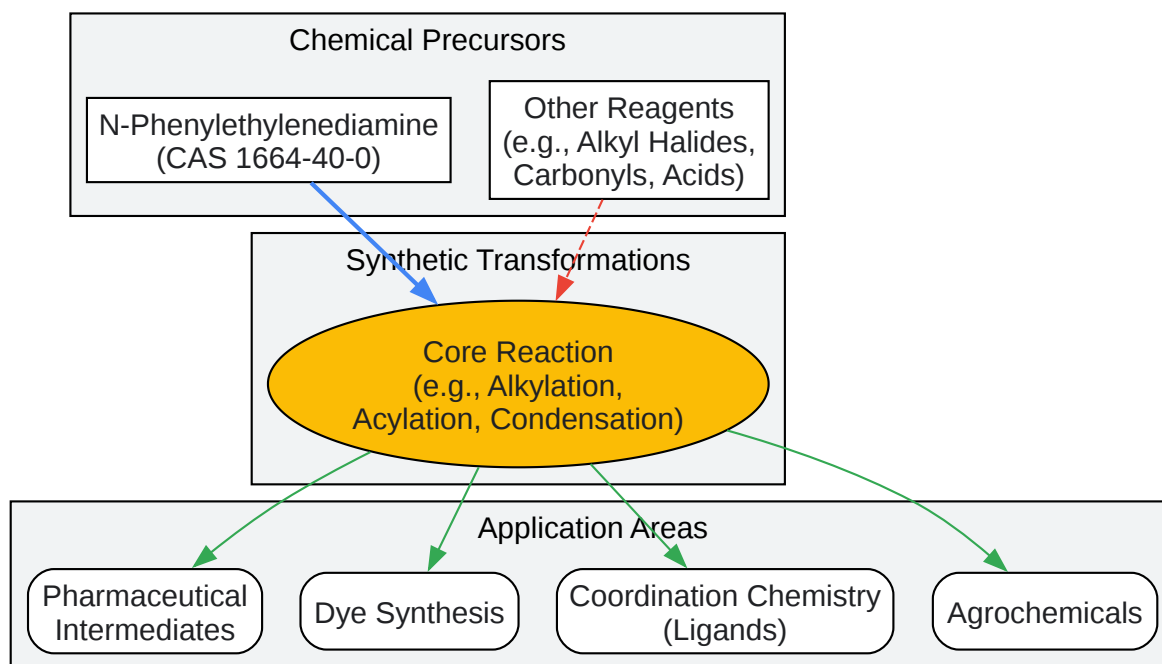 Chemical Precursors
N-Phenylethylenediamine
(CAS 1664-40-0)
Other Reagents
(e.g., Alkyl Halides,
Carbonyls, Acids)
Synthetic Transformations
Core Reaction
(e.g., Alkylation,
Acylation, Condensation)
Application Areas
Pharmaceutical
Intermediates
Dye Synthesis
Coordination Chemistry
(Ligands)
Agrochemicals